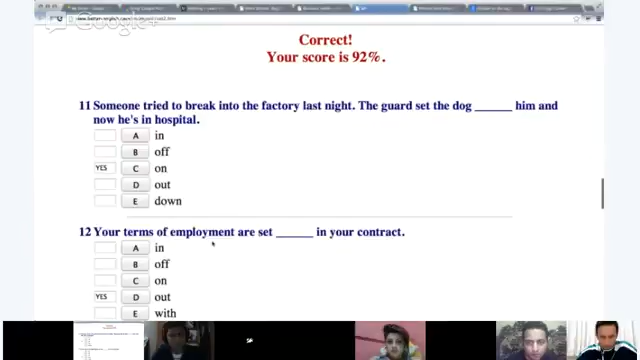 Google+
Correct!
Your score is 92%.
11 Someone tried to break into the factory last night. The guard set the dog ______ him and
now he's in hospital.
A in
B off
YES C on
D out
E down
12 Your terms of employment are set ______ in your contract.
A in
B off
C on
YES D out
E with